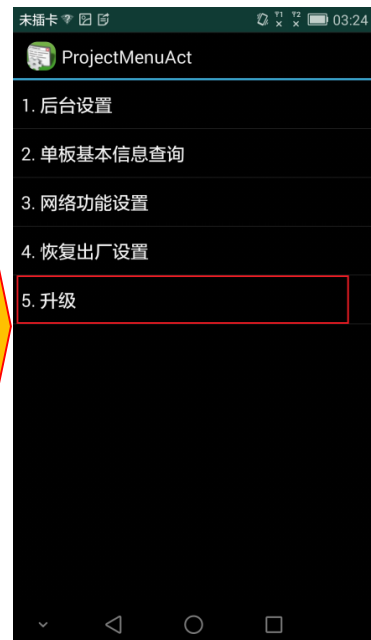 未插卡 03:24
ProjectMenuAct
1. 后台设置
2. 单板基本信息查询
3. 网络功能设置
4. 恢复出厂设置
5. 升级